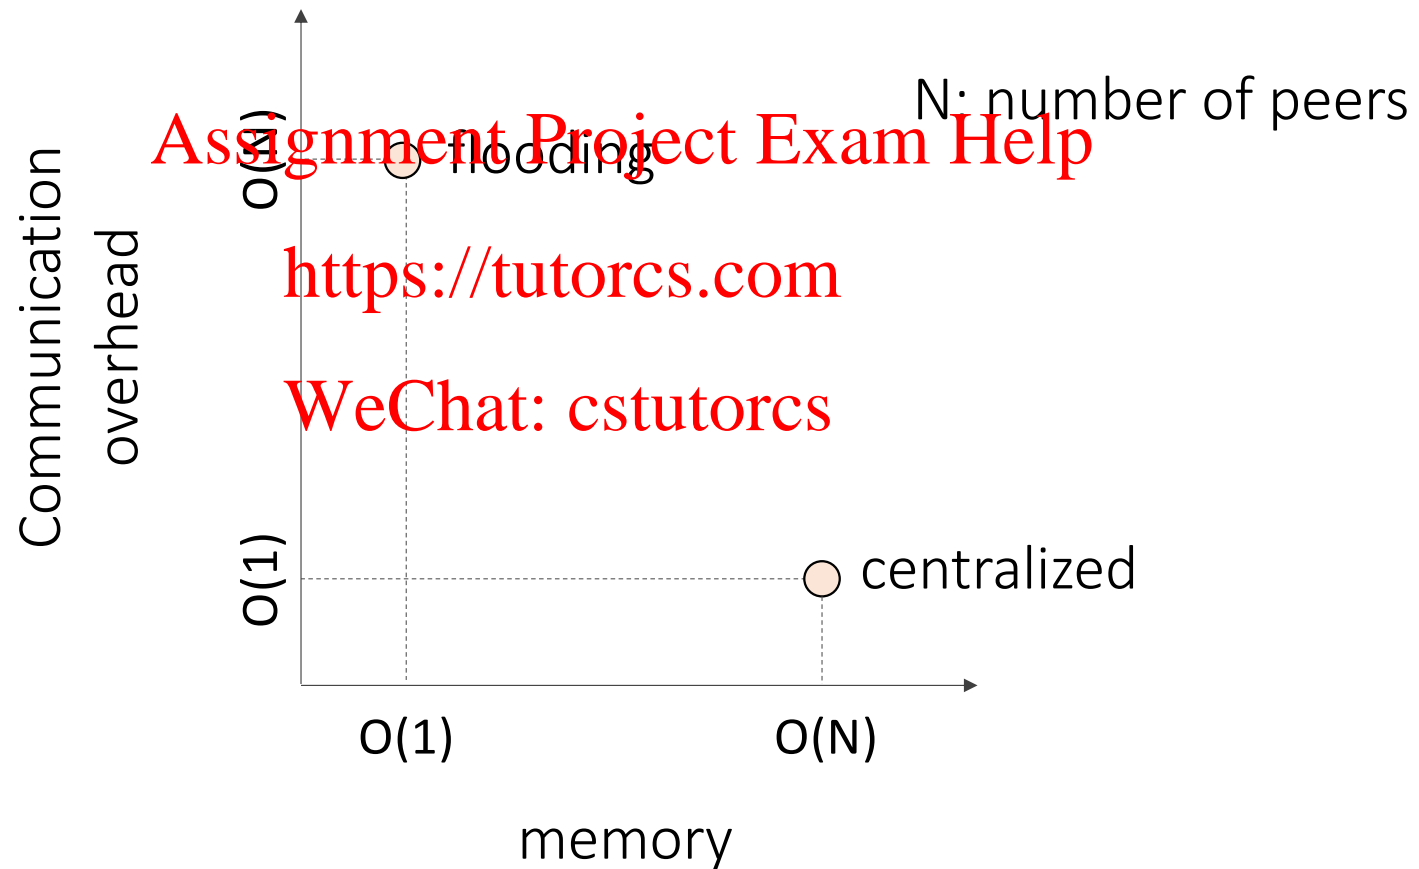 N: number of peers
Assignment Project Exam Help
O(N)
flooding
https://tutorcs.com
Communication
overhead
WeChat: cstutorcs
O(1)
centralized
O(1)
O(N)
memory